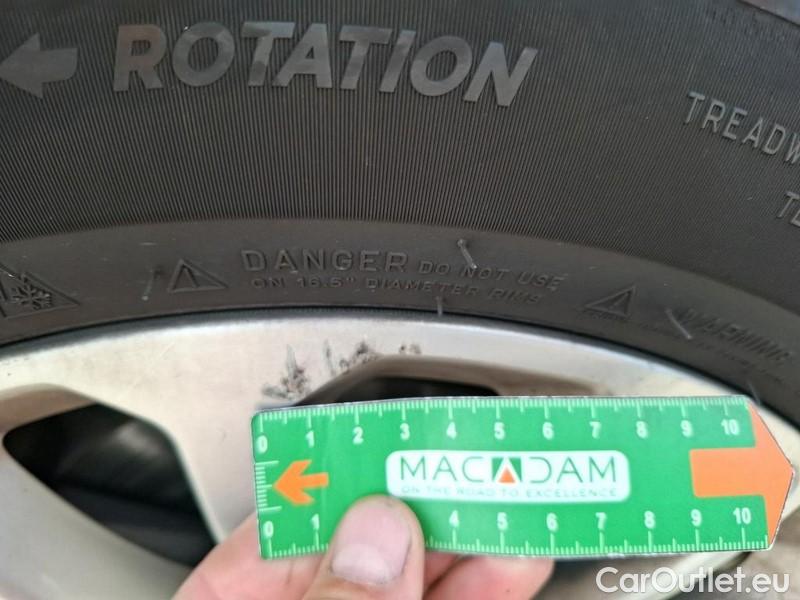 ROTATION
TREADW
DANGER DO NOT USE
ON 16.5" DIAMETER RIMS
WARNING
0 1 2 3 4 5 6 7 8 9 10
MACADAM
ON THE ROAD TO EXCELLENCE
0 1 4 5 6 7 8 9 10
CarOutlet.eu